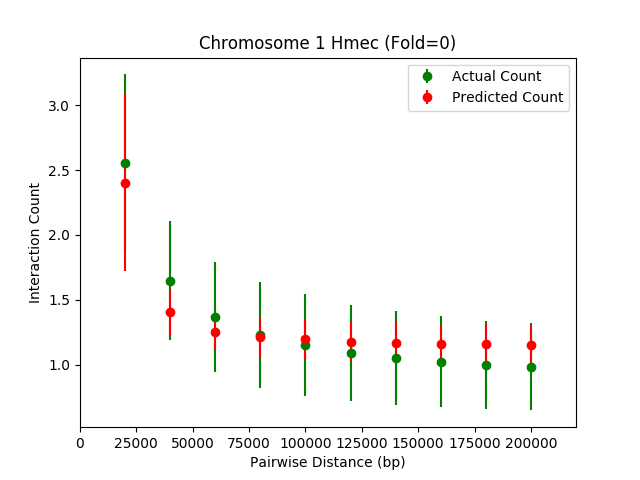 Chromosome 1 Hmec (Fold=0)
Actual Count
Predicted Count
Interaction Count
3.0
2.5
2.0
1.5
1.0
0 25000 50000 75000 100000 125000 150000 175000 200000
Pairwise Distance (bp)